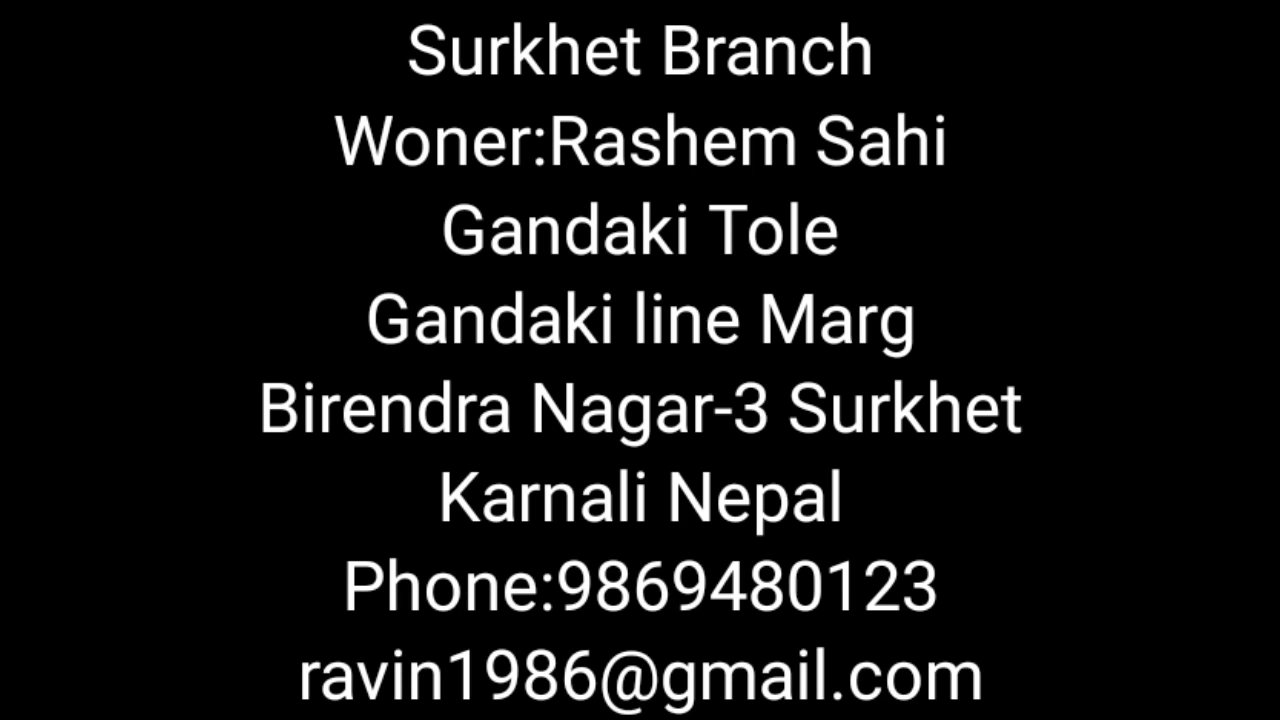 Surkhet Branch
Woner:Rashem Sahi
Gandaki Tole
Gandaki line Marg
Birendra Nagar-3 Surkhet
Karnali Nepal
Phone:9869480123
ravin1986@gmail.com